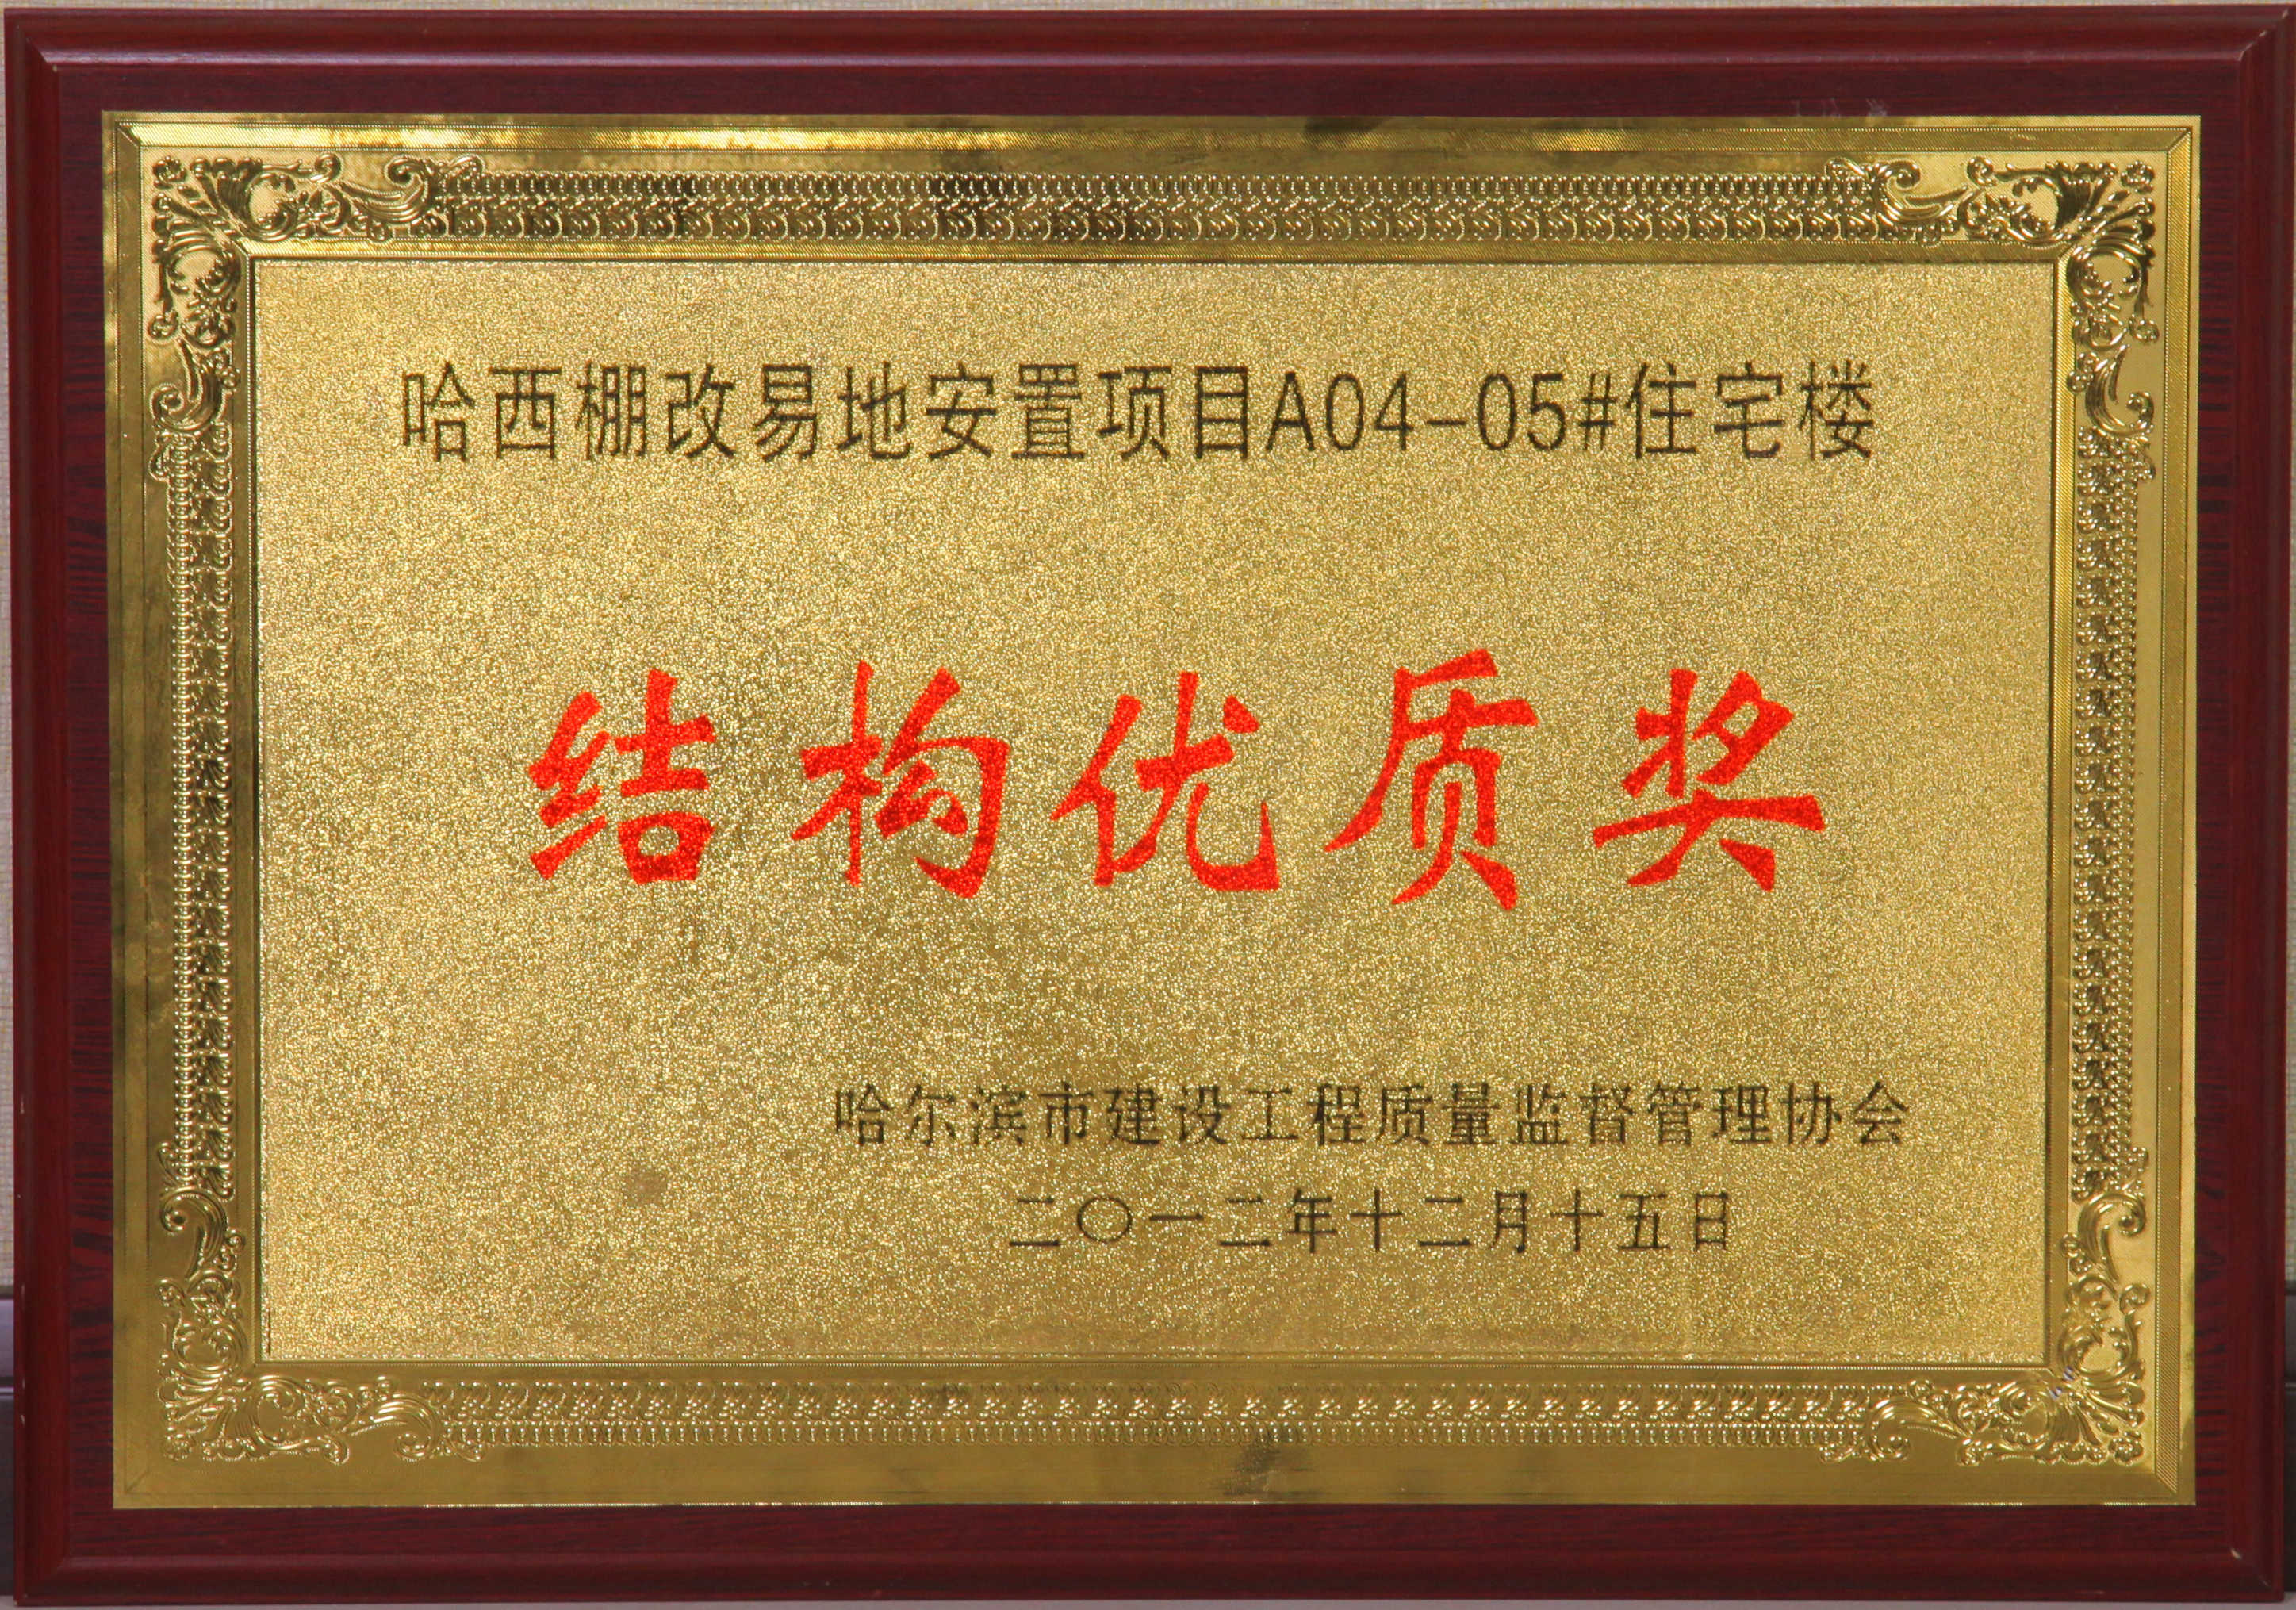 哈西棚改易地安置项目A04-05#住宅楼
结构优质奖
哈尔滨市建设工程质量监督管理协会
二〇一二年十二月十五日